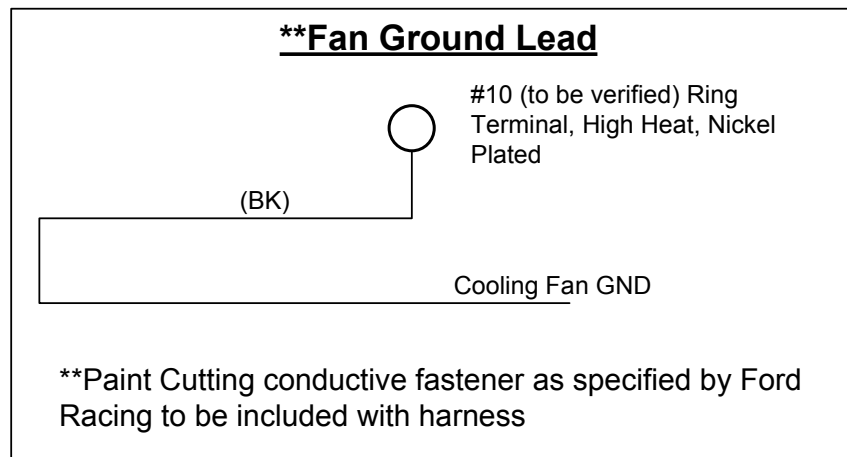 **Fan Ground Lead
#10 (to be verified) Ring
Terminal, High Heat, Nickel
Plated
(BK)
Cooling Fan GND
**Paint Cutting conductive fastener as specified by Ford
Racing to be included with harness